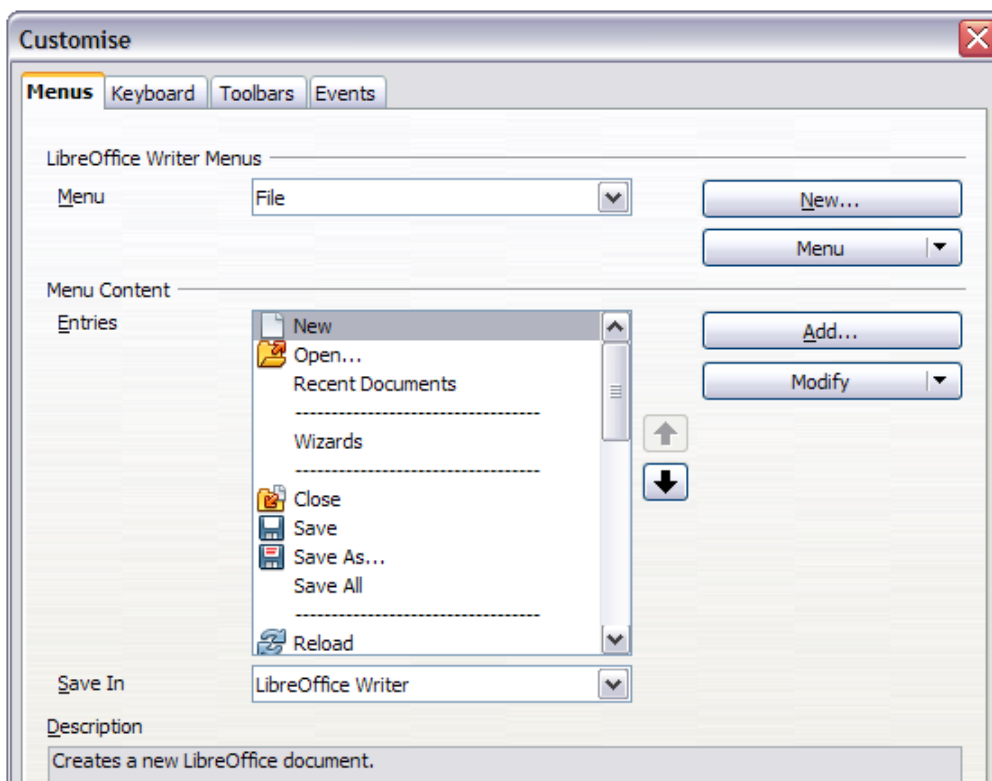 Customise
Menus Keyboard Toolbars Events
LibreOffice Writer Menus
Menu File New...
Menu
Menu Content
Entries New Add...
Open...
Recent Documents Modify
----------------------------------
Wizards
----------------------------------
Close
Save
Save As...
Save All
----------------------------------
Reload
Save In LibreOffice Writer
Description
Creates a new LibreOffice document.